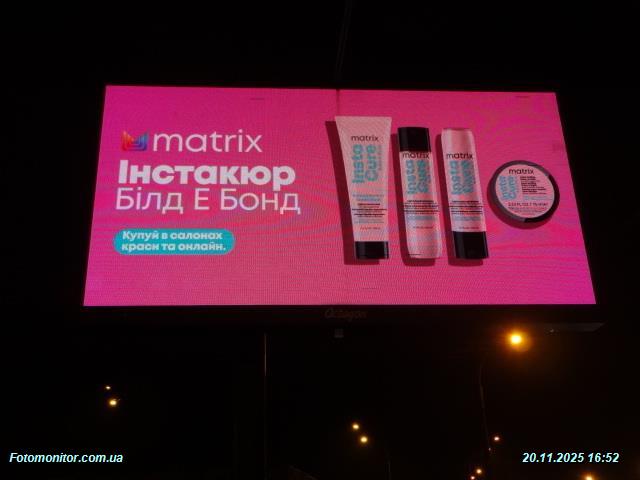 matrix
Інстакюр
Білд Е Бонд
Купуй в салонах
краси та онлайн.
matrix
Insta
Cure
matrix
Insta
Cure
matrix
Insta
Cure
matrix
Insta
Cure
Octagon
Fotomonitor.com.ua
20.11.2025 16:52